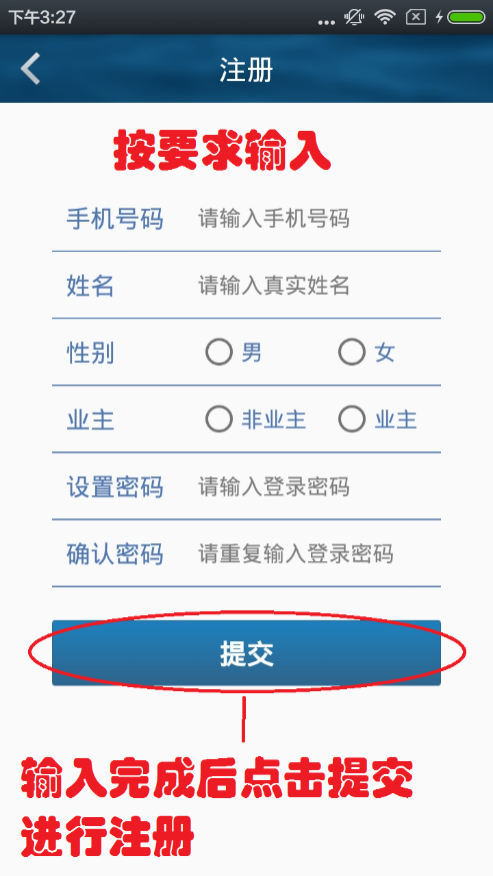 下午3:27
注册
按要求输入
手机号码 请输入手机号码
姓名 请输入真实姓名
性别 男 女
业主 非业主 业主
设置密码 请输入登录密码
确认密码 请重复输入登录密码
提交
输入完成后点击提交
进行注册